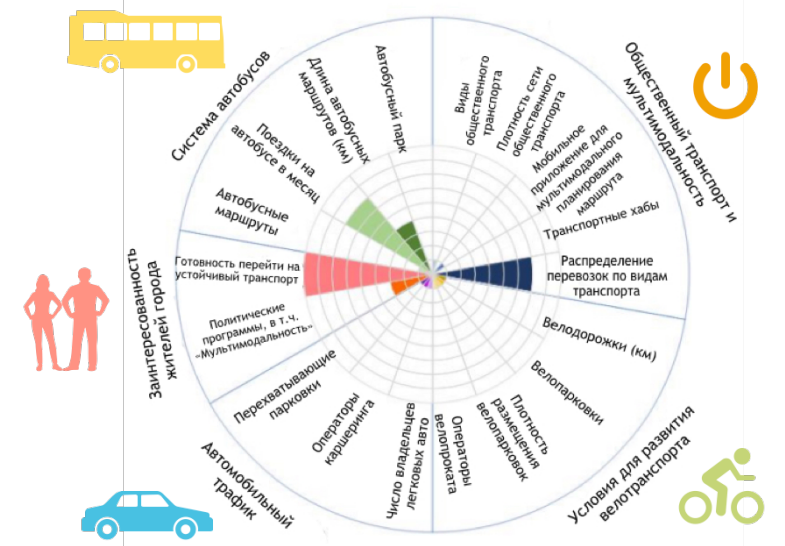 Система автобусов
Автобусный парк
Длина автобусных
маршрутов (км)
Поездки на
автобусе в месяц
Автобусные
маршруты
Общественный транспорт и
мультимодальность
Виды
общественного
транспорта
Плотность сети
общественного
транспорта
Мобильное
приложение для
мультимодального
планирования
маршрута
Транспортные хабы
Распределение
перевозок по видам
транспорта
Заинтересованность
жителей города
Готовность перейти на
устойчивый транспорт
Политические
программы, в т.ч.
«Мультимодальность»
Автомобильный
трафик
Перехватывающие
парковки
Операторы
каршеринга
Число владельцев
легковых авто
Условия для развития
велотранспорта
Велодорожки (км)
Велопарковки
Плотность
размещения
велопарковок
Операторы
велопроката